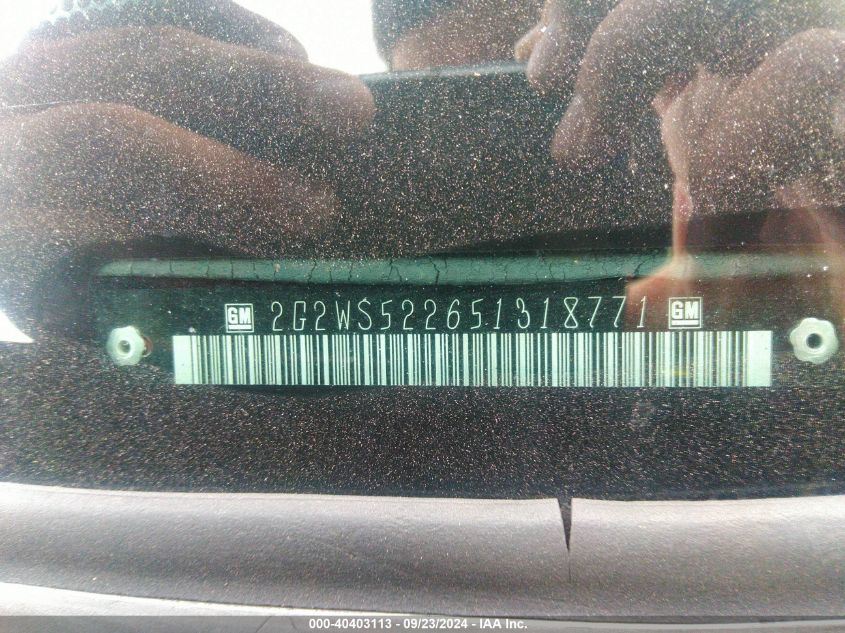 GM 2G2WS522651318771 GM
000-40403113 - 09/23/2024 - IAA Inc.